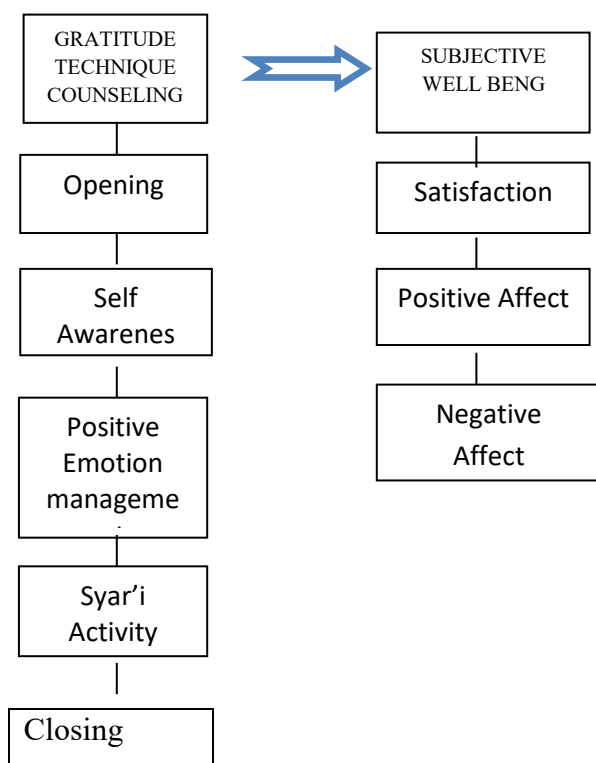 GRATITUDE
TECHNIQUE
COUNSELING
Opening
Self
Awarenes
Positive
Emotion
manageme
Syar’i
Activity
Closing
SUBJECTIVE
WELL BENG
Satisfaction
Positive Affect
Negative
Affect